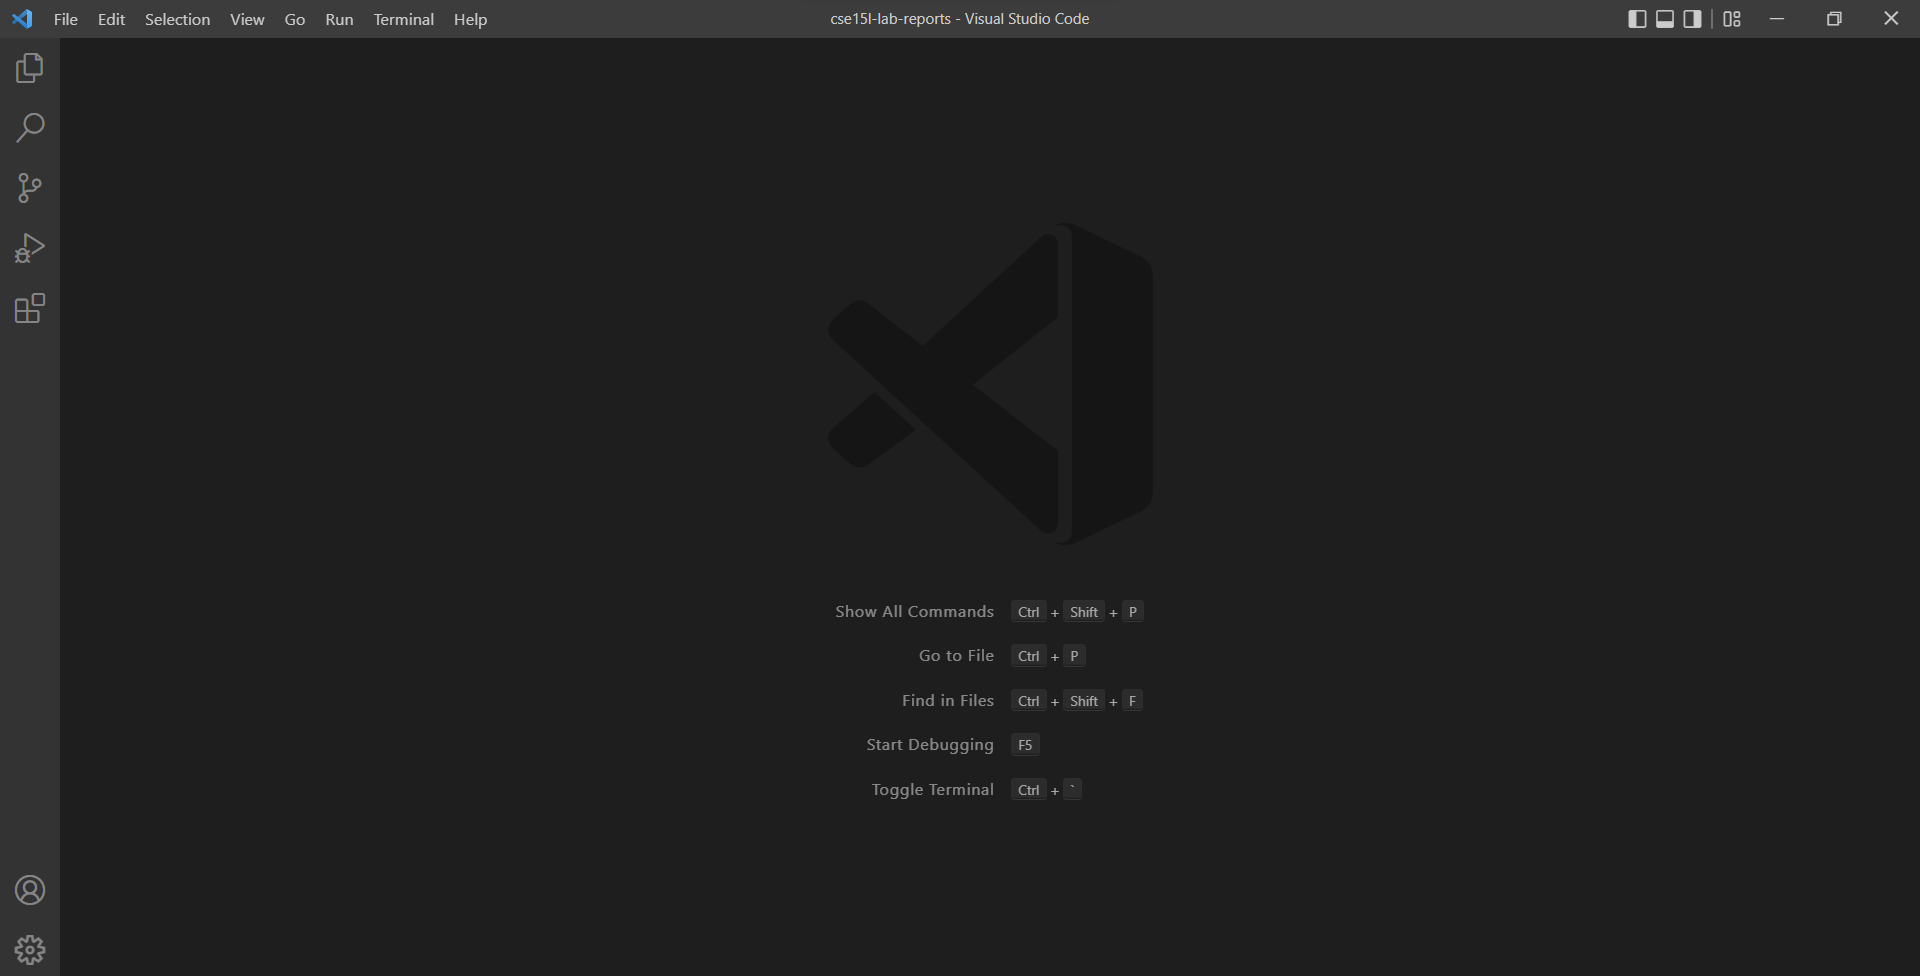 File Edit Selection View Go Run Terminal Help cse15l-lab-reports - Visual Studio Code
Show All Commands Ctrl + Shift + P
Go to File Ctrl + P
Find in Files Ctrl + Shift + F
Start Debugging F5
Toggle Terminal Ctrl + `